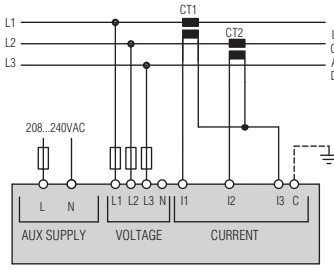 CT1
L1
CT2
L2
L3
L
O
A
D
208...240VAC
L N L1 L2 L3 N I1 I2 I3 C
AUX SUPPLY VOLTAGE CURRENT